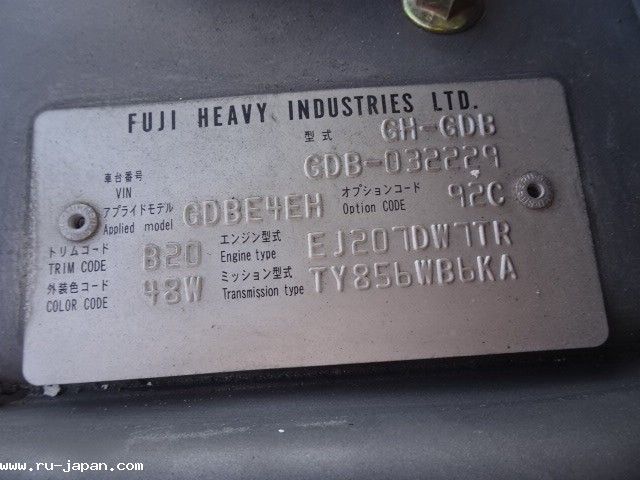 FUJI HEAVY INDUSTRIES LTD.
型式 GH-GDB
車台番号 VIN GDB-032229
アプライドモデル Applied model GDBE4EH オプションコード Option CODE 92C
トリムコード TRIM CODE B20 エンジン型式 Engine type EJ207DW7TR
外装色コード COLOR CODE 48W ミッション型式 Transmission type TY856WB6KA
www.ru-japan.com